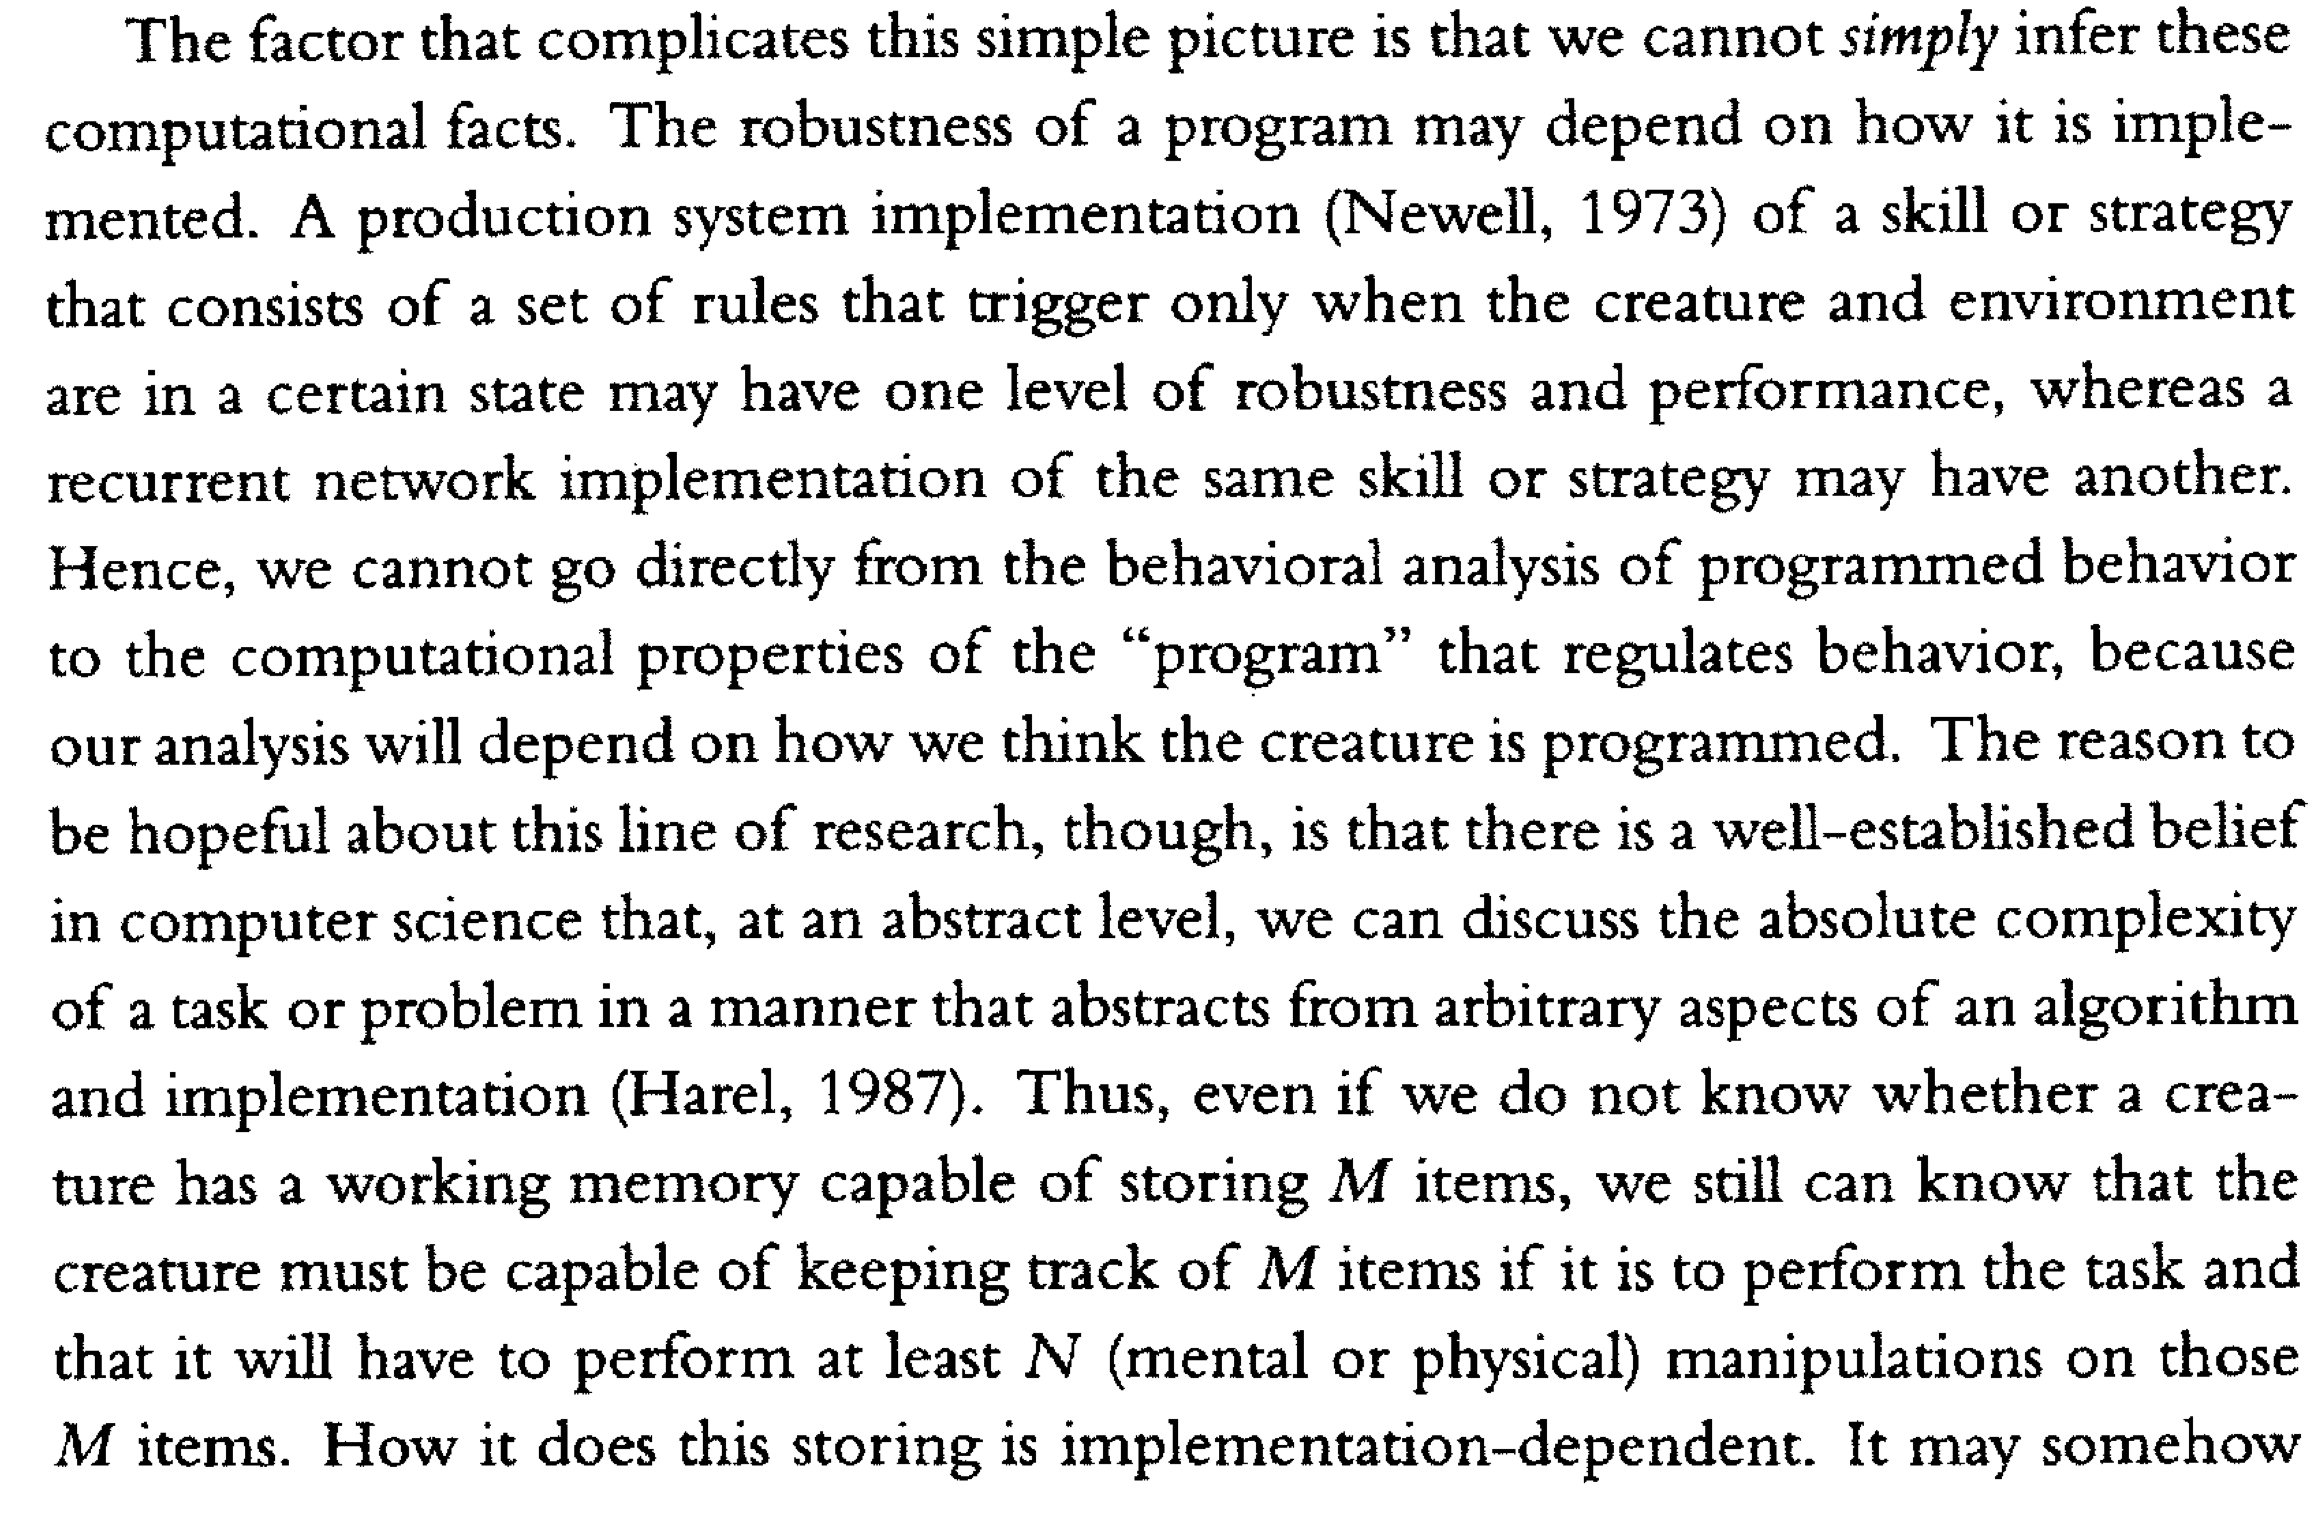 The factor that complicates this simple picture is that we cannot simply infer these
computational facts. The robustness of a program may depend on how it is imple-
mented. A production system implementation (Newell, 1973) of a skill or strategy
that consists of a set of rules that trigger only when the creature and environment
are in a certain state may have one level of robustness and performance, whereas a
recurrent network implementation of the same skill or strategy may have another.
Hence, we cannot go directly from the behavioral analysis of programmed behavior
to the computational properties of the “program” that regulates behavior, because
our analysis will depend on how we think the creature is programmed. The reason to
be hopeful about this line of research, though, is that there is a well-established belief
in computer science that, at an abstract level, we can discuss the absolute complexity
of a task or problem in a manner that abstracts from arbitrary aspects of an algorithm
and implementation (Harel, 1987). Thus, even if we do not know whether a crea-
ture has a working memory capable of storing M items, we still can know that the
creature must be capable of keeping track of M items if it is to perform the task and
that it will have to perform at least N (mental or physical) manipulations on those
M items. How it does this storing is implementation-dependent. It may somehow